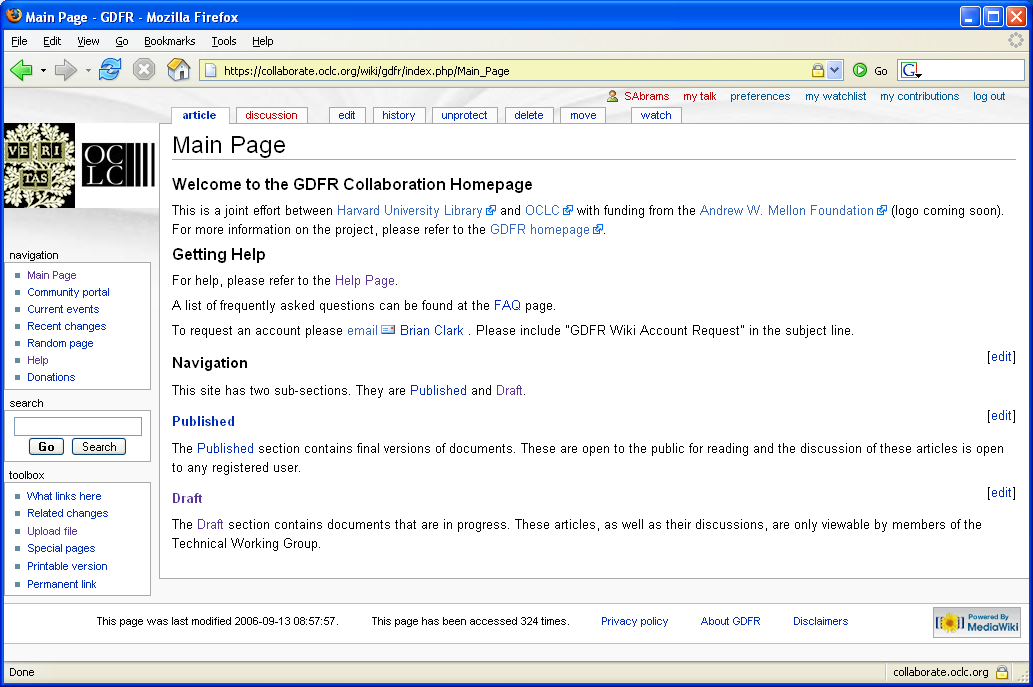 Main Page - GDFR - Mozilla Firefox
File Edit View Go Bookmarks Tools Help
https://collaborate.oclc.org/wiki/gdfr/index.php/Main_Page Go G
SAbrams my talk preferences my watchlist my contributions log out
article discussion edit history unprotect delete move watch
VE RI TAS
OCLC
Main Page
Welcome to the GDFR Collaboration Homepage
This is a joint effort between Harvard University Library and OCLC with funding from the Andrew W. Mellon Foundation (logo coming soon).
For more information on the project, please refer to the GDFR homepage.
Getting Help
For help, please refer to the Help Page.
A list of frequently asked questions can be found at the FAQ page.
To request an account please email Brian Clark . Please include "GDFR Wiki Account Request" in the subject line.
Navigation [edit]
This site has two sub-sections. They are Published and Draft.
Published [edit]
The Published section contains final versions of documents. These are open to the public for reading and the discussion of these articles is open
to any registered user.
Draft [edit]
The Draft section contains documents that are in progress. These articles, as well as their discussions, are only viewable by members of the
Technical Working Group.
navigation
Main Page
Community portal
Current events
Recent changes
Random page
Help
Donations
search
Go Search
toolbox
What links here
Related changes
Upload file
Special pages
Printable version
Permanent link
This page was last modified 2006-09-13 08:57:57. This page has been accessed 324 times. Privacy policy About GDFR Disclaimers
Powered By
MediaWiki
Done collaborate.oclc.org